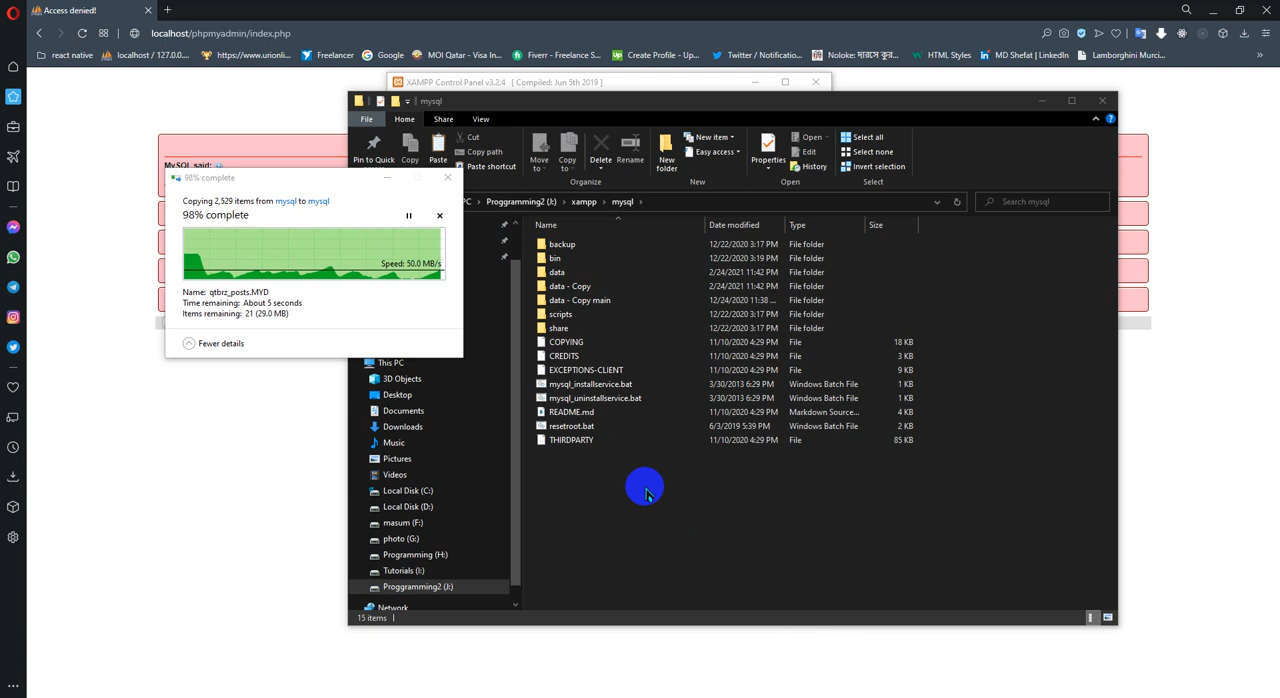 Access denied!
localhost/phpmyadmin/index.php
react native
localhost / 127.0.0...
https://www.urionli...
Freelancer
Google
MOI Qatar - Visa In...
Fiverr - Freelance S...
Create Profile - Up...
Twitter / Notificatio...
HTML Styles
MD Shefat | LinkedIn
Lamborghini Murci...
XAMPP Control Panel v3.2.4 [ Compiled: Jun 5th 2019 ]
mysql
File
Home
Share
View
Pin to Quick
Copy
Paste
Cut
Copy path
Paste shortcut
Move to
Copy to
Delete
Rename
New folder
New item
Easy access
Properties
Open
Edit
History
Select all
Select none
Invert selection
Organize
New
Open
Select
MySQL said:
98% complete
Copying 2,529 items from mysql to mysql
98% complete
Speed: 50.0 MB/s
Name: qtbrz_posts.MYD
Time remaining: About 5 seconds
Items remaining: 21 (29.0 MB)
Fewer details
PC > Proggramming2 (J:) > xampp > mysql >
Search mysql
Name Date modified Type Size
backup 12/22/2020 3:17 PM File folder
bin 12/22/2020 3:19 PM File folder
data 2/24/2021 11:42 PM File folder
data - Copy 2/24/2021 11:42 PM File folder
data - Copy main 12/24/2020 11:38 ... File folder
scripts 12/22/2020 3:17 PM File folder
share 12/22/2020 3:17 PM File folder
COPYING 11/10/2020 4:29 PM File 18 KB
CREDITS 11/10/2020 4:29 PM File 3 KB
EXCEPTIONS-CLIENT 11/10/2020 4:29 PM File 9 KB
mysql_installservice.bat 3/30/2013 6:29 PM Windows Batch File 1 KB
mysql_uninstallservice.bat 3/30/2013 6:29 PM Windows Batch File 1 KB
README.md 11/10/2020 4:29 PM Markdown Source... 4 KB
resetroot.bat 6/3/2019 5:39 PM Windows Batch File 2 KB
THIRDPARTY 11/10/2020 4:29 PM File 85 KB
This PC
3D Objects
Desktop
Documents
Downloads
Music
Pictures
Videos
Local Disk (C:)
Local Disk (D:)
masum (F:)
photo (G:)
Programming (H:)
Tutorials (I:)
Proggramming2 (J:)
Network
15 items